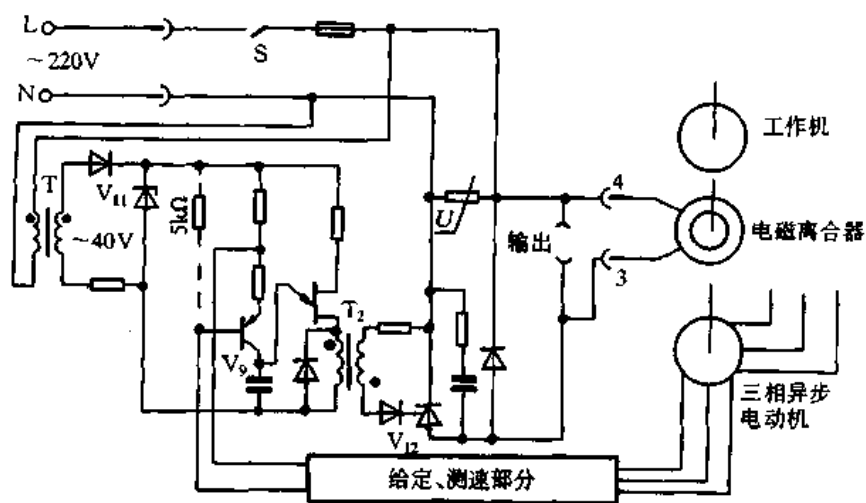 L
S
～220V
N
工作机
T
V₁₁
5kΩ
U
4
～40V
输出
电磁离合器
3
T₂
V₉
三相异步
电动机
V₁₂
给定、测速部分